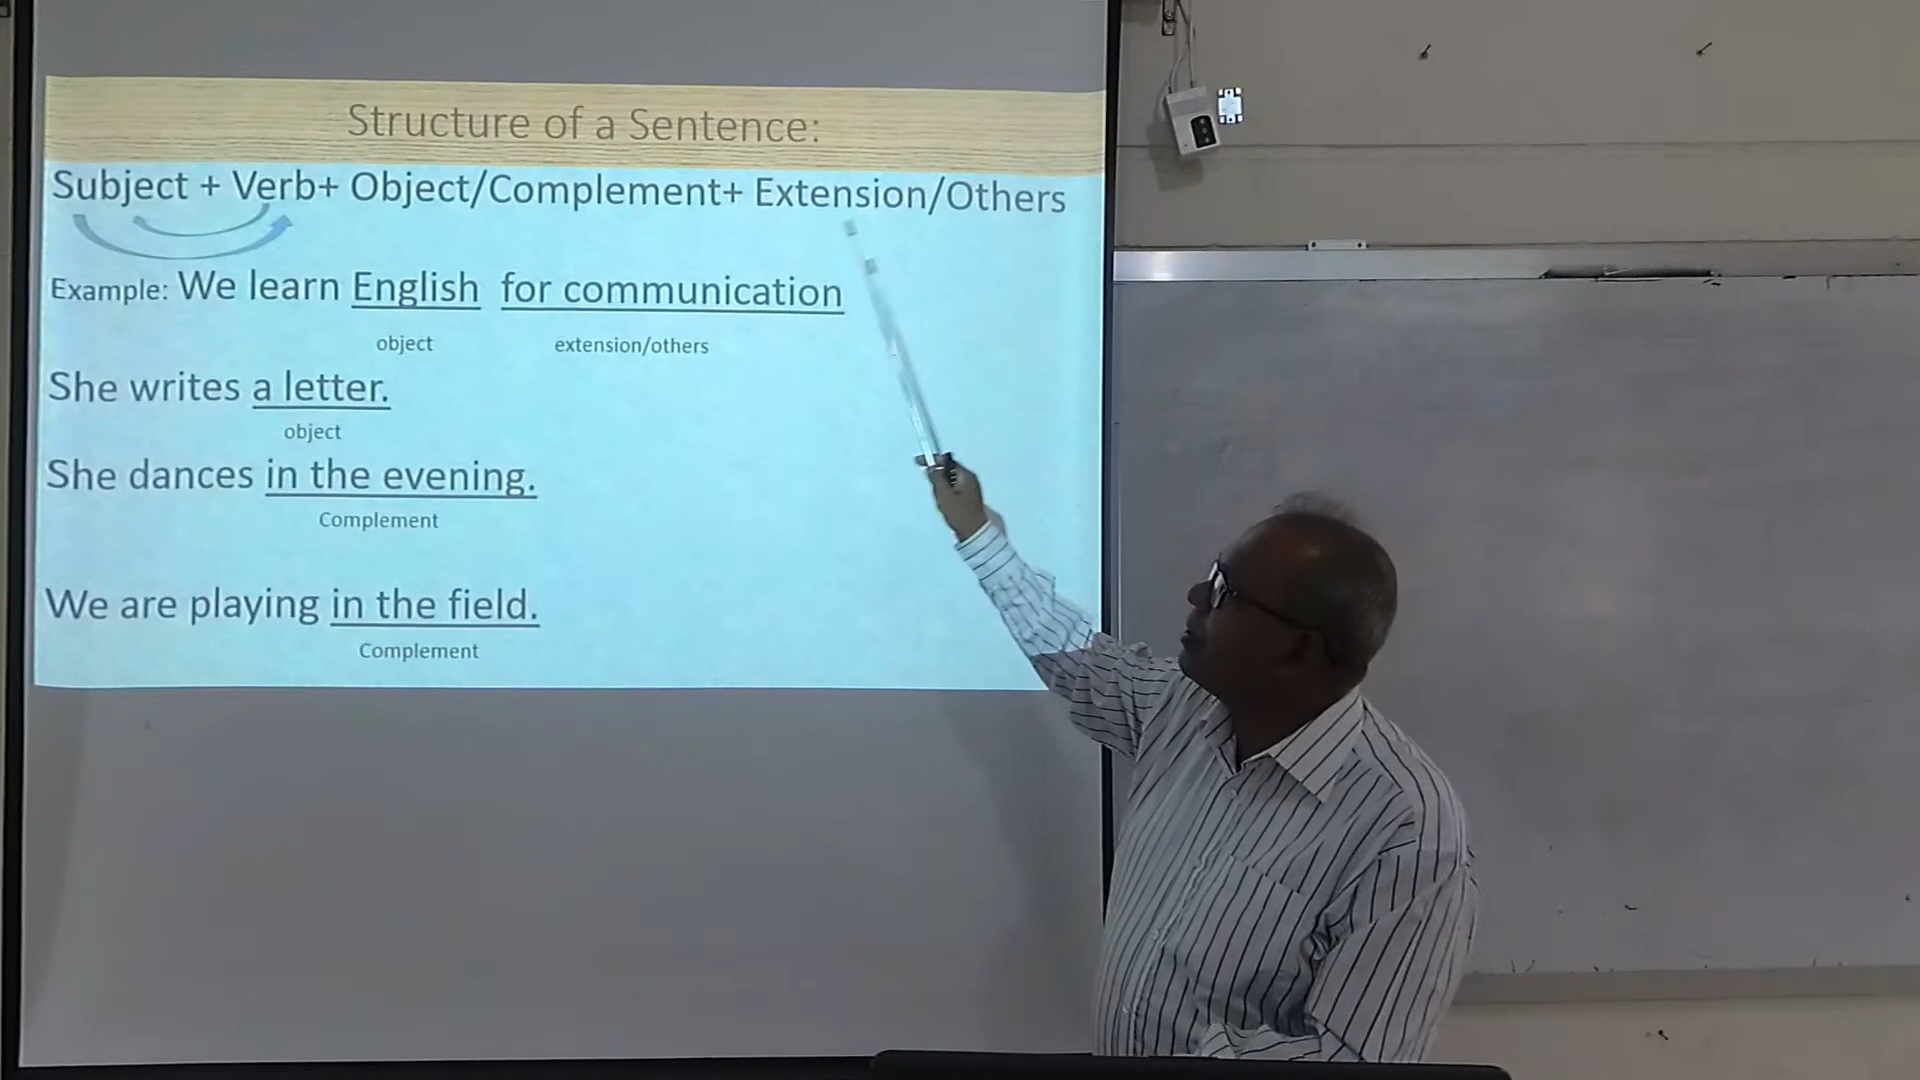 Structure of a Sentence:
Subject + Verb+ Object/Complement+ Extension/Others
Example: We learn English for communication
object extension/others
She writes a letter.
object
She dances in the evening.
Complement
We are playing in the field.
Complement